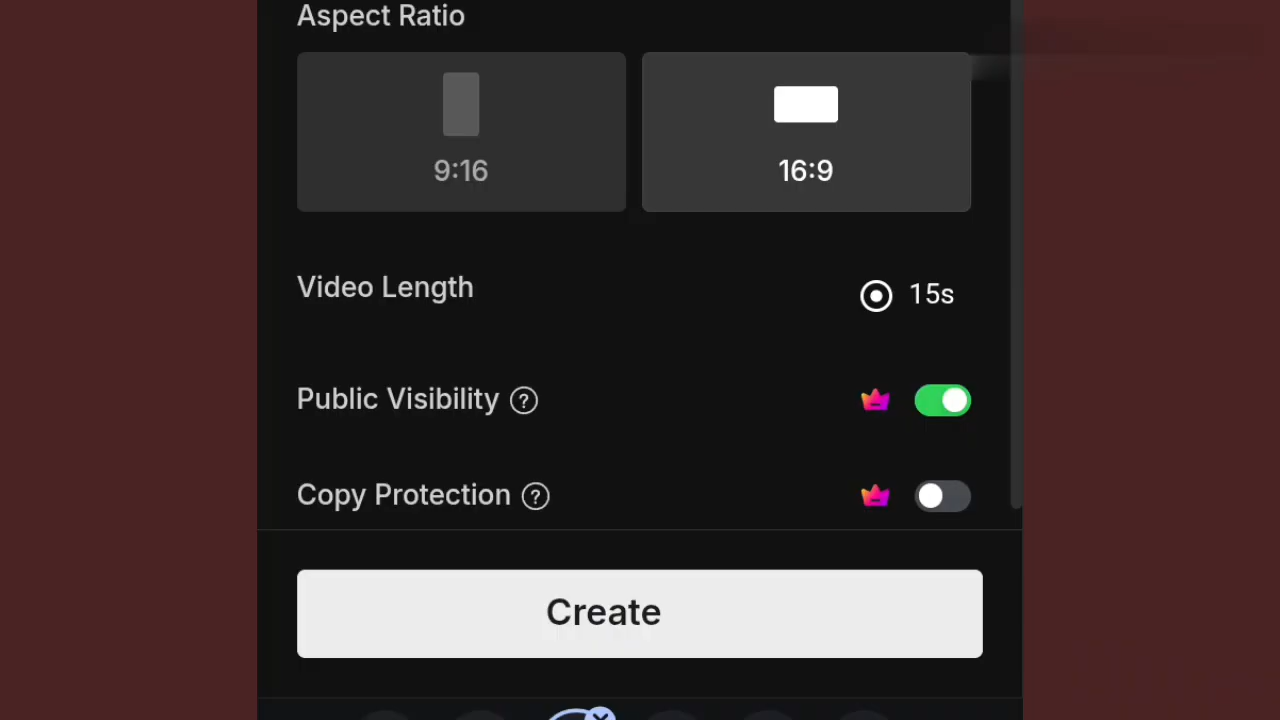 Aspect Ratio
9:16
16:9
Video Length
15s
Public Visibility ?
Copy Protection ?
Create